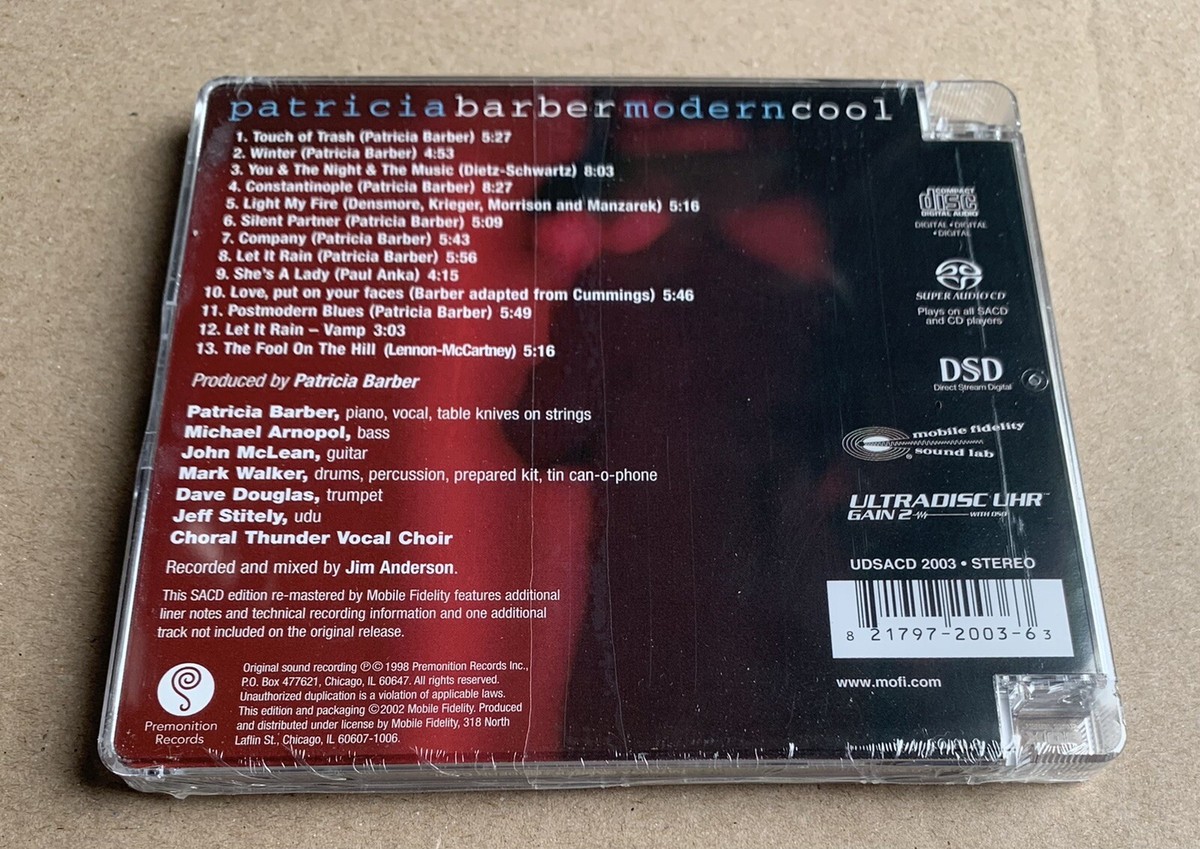 patriciabarbermoderncool
1. Touch of Trash (Patricia Barber) 5:27
2. Winter (Patricia Barber) 4:53
3. You & The Night & The Music (Dietz-Schwartz) 8:03
4. Constantinople (Patricia Barber) 8:27
5. Light My Fire (Densmore, Krieger, Morrison and Manzarek) 5:16
6. Silent Partner (Patricia Barber) 5:09
7. Company (Patricia Barber) 5:43
8. Let It Rain (Patricia Barber) 5:56
9. She's A Lady (Paul Anka) 4:15
10. Love, put on your faces (Barber adapted from Cummings) 5:46
11. Postmodern Blues (Patricia Barber) 5:49
12. Let It Rain – Vamp 3:03
13. The Fool On The Hill (Lennon-McCartney) 5:16
Produced by Patricia Barber
Patricia Barber, piano, vocal, table knives on strings
Michael Arnopol, bass
John McLean, guitar
Mark Walker, drums, percussion, prepared kit, tin can-o-phone
Dave Douglas, trumpet
Jeff Stitely, udu
Choral Thunder Vocal Choir
Recorded and mixed by Jim Anderson.
This SACD edition re-mastered by Mobile Fidelity features additional
liner notes and technical recording information and one additional
track not included on the original release.
Premonition
Records
Original sound recording ℗©1998 Premonition Records Inc.,
P.O. Box 477621, Chicago, IL 60647. All rights reserved.
Unauthorized duplication is a violation of applicable laws.
This edition and packaging ©2002 Mobile Fidelity. Produced
and distributed under license by Mobile Fidelity, 318 North
Laflin St., Chicago, IL 60607-1006.
COMPACT
disc
DIGITAL AUDIO
DIGITAL • DIGITAL
• DIGITAL
SUPER AUDIO CD
Plays on all SACD
and CD players
DSD
Direct Stream Digital
mobile fidelity
sound lab
®
ULTRADISC UHR™
GAIN 2 WITH DSD
UDSACD 2003 • STEREO
8 21797-2003-6 3
www.mofi.com